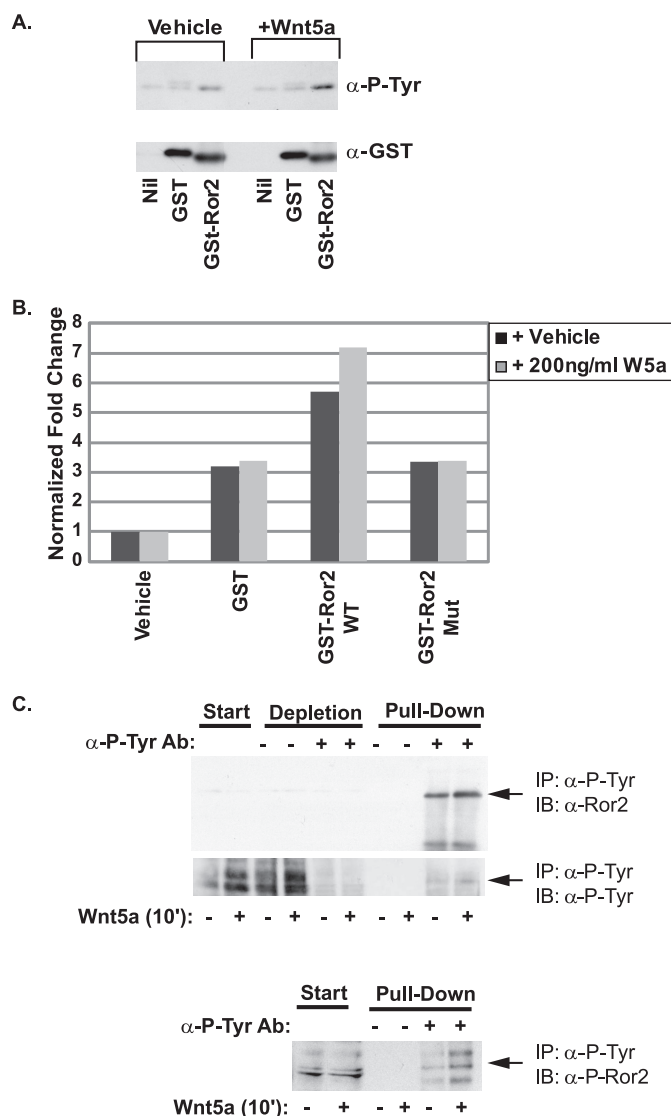 A.
Vehicle +Wnt5a
α-P-Tyr
α-GST
Nil GST GSt-Ror2 Nil GST GSt-Ror2
B.
Normalized Fold Change
8
7
6
5
4
3
2
1
0
+ Vehicle
+ 200ng/ml W5a
Vehicle
GST
GST-Ror2 WT
GST-Ror2 Mut
C.
Start Depletion Pull-Down
α-P-Tyr Ab: - - + + - - + +
IP: α-P-Tyr
IB: α-Ror2
IP: α-P-Tyr
IB: α-P-Tyr
Wnt5a (10'): - + - + - + - + - +
Start Pull-Down
α-P-Tyr Ab: - - + +
IP: α-P-Tyr
IB: α-P-Ror2
Wnt5a (10'): - + - + - +